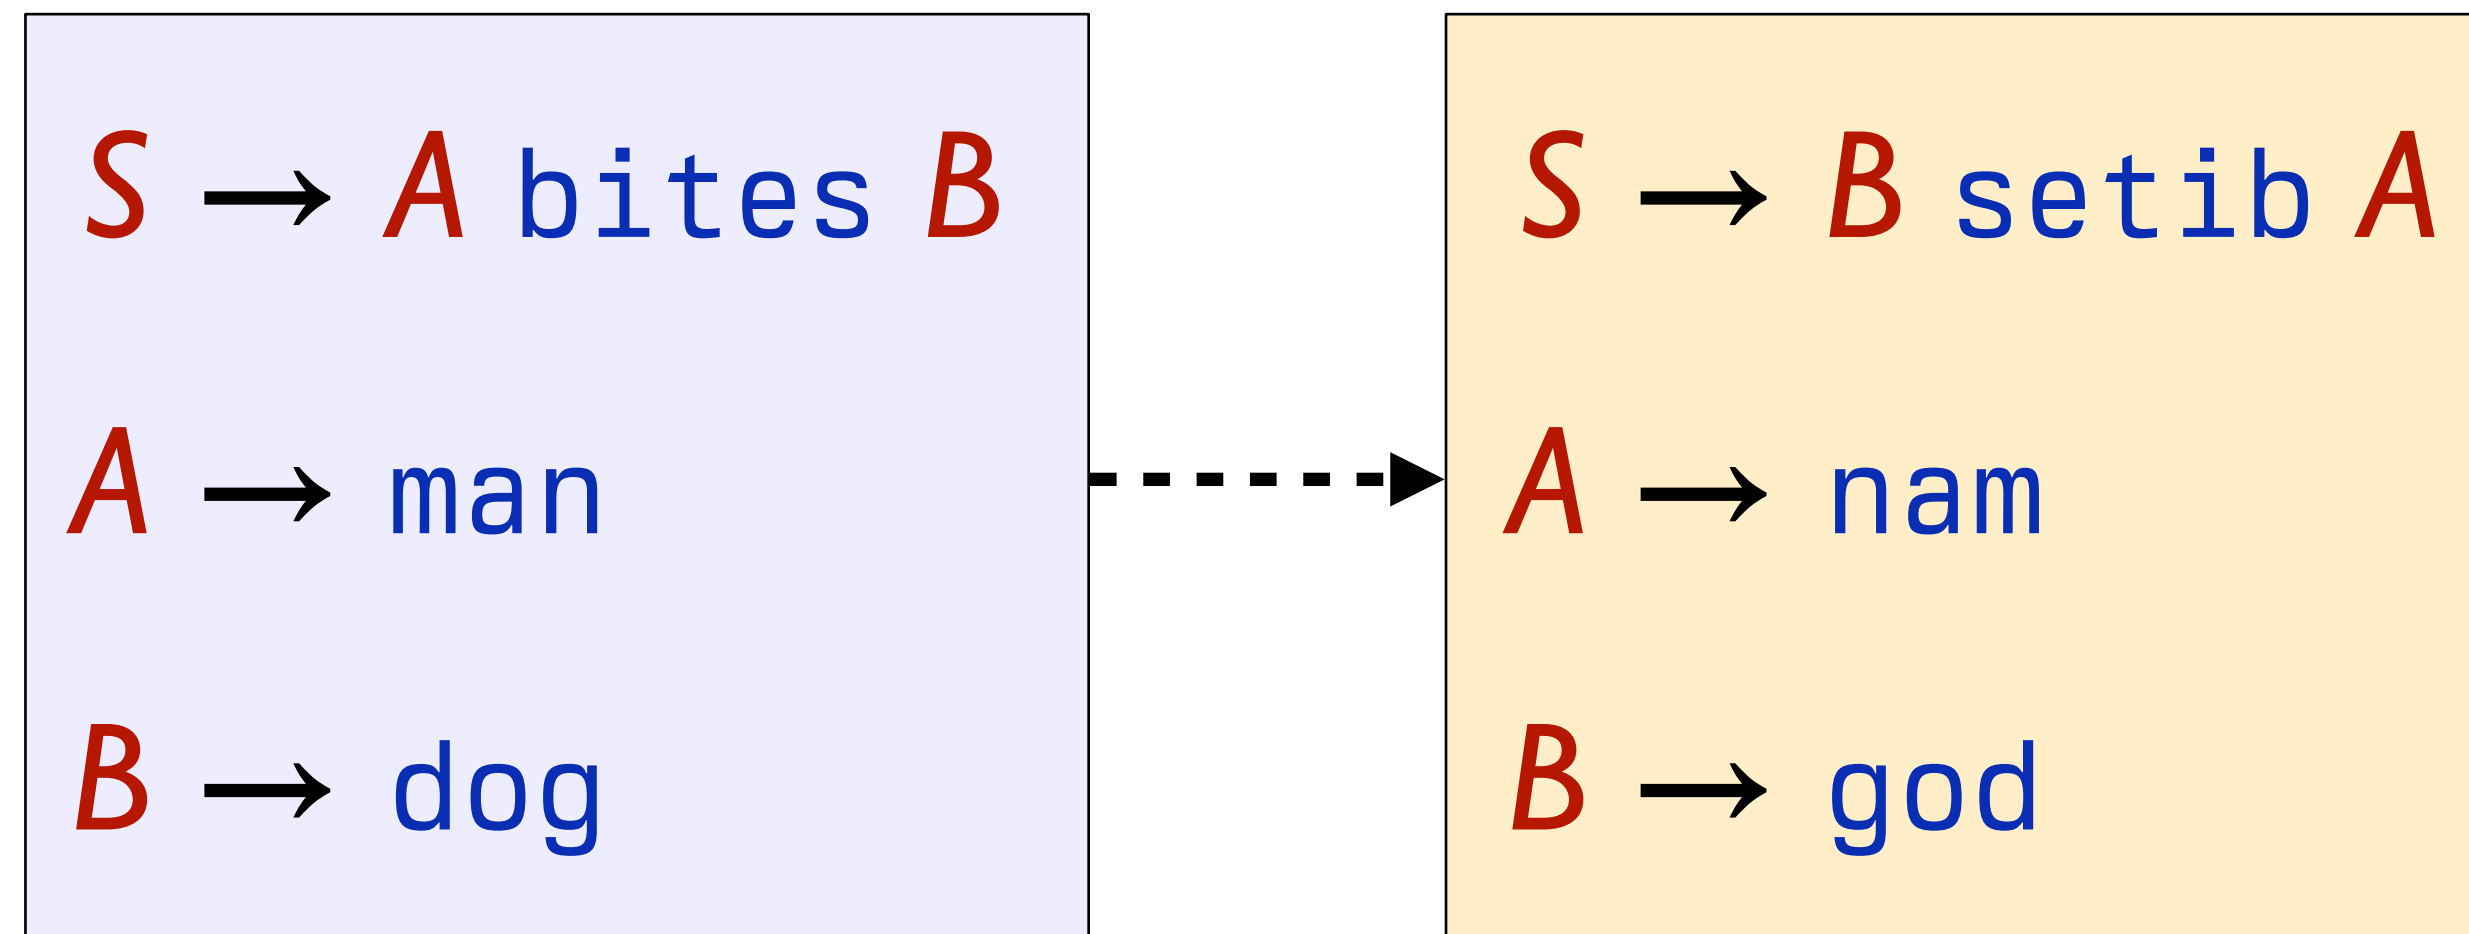 S → A bites B
A → man
B → dog
S → B setib A
A → nam
B → god